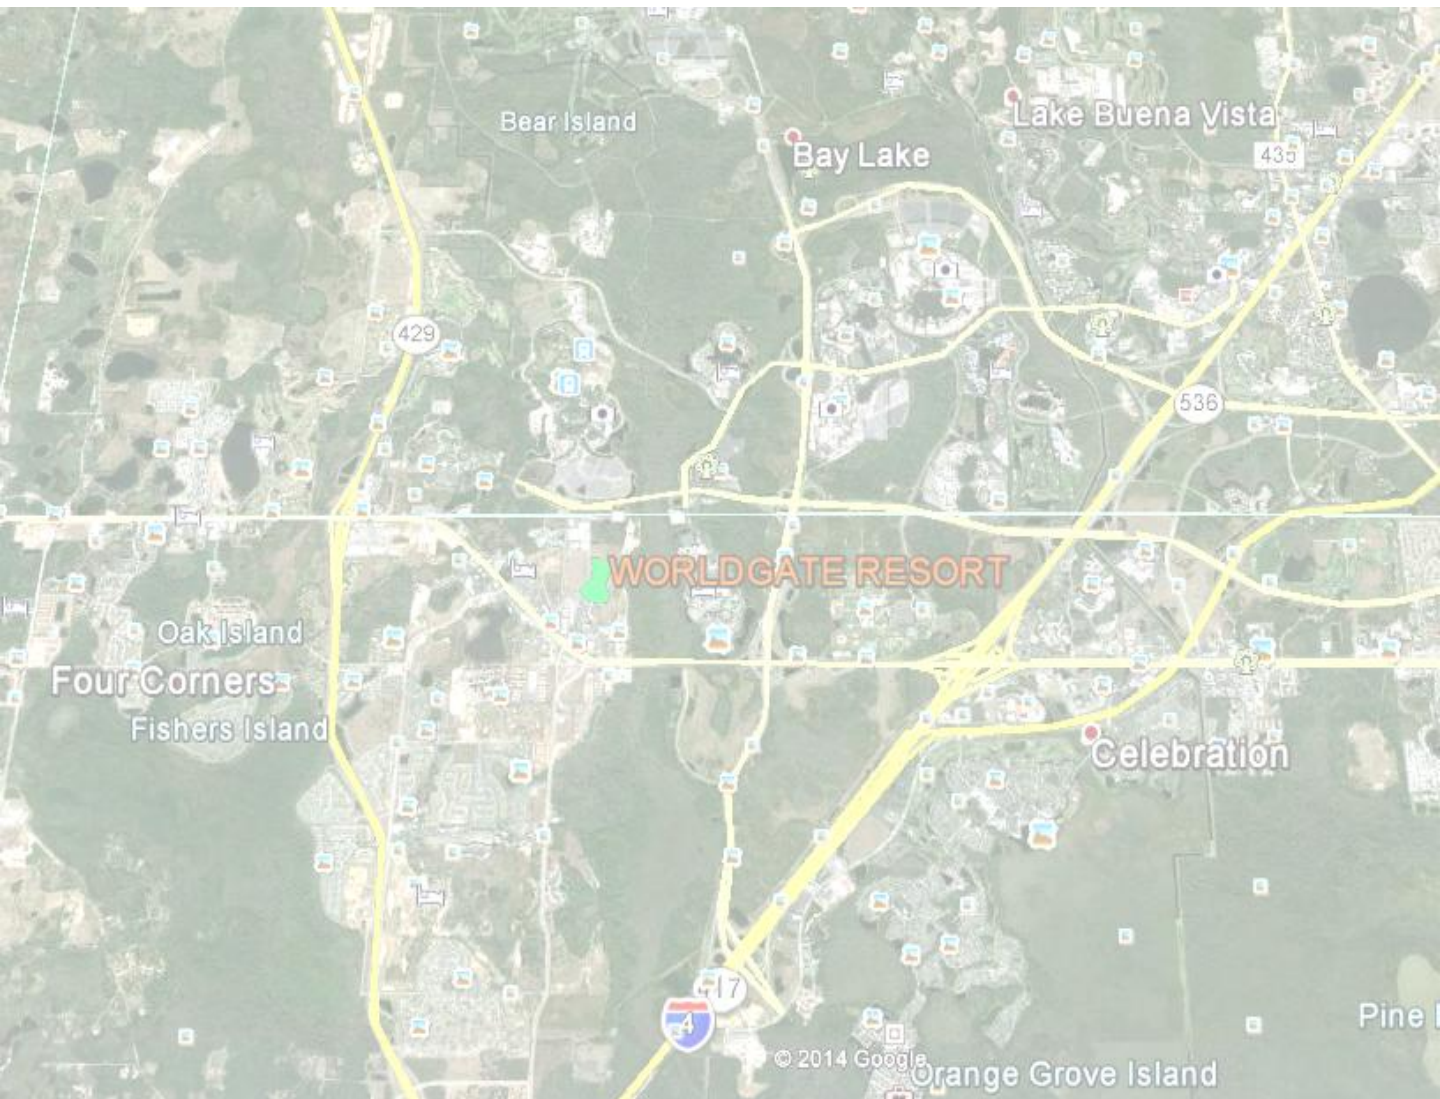 Bear Island
Lake Buena Vista
Bay Lake
435
429
536
WORLDGATE RESORT
Oak Island
Four Corners
Fishers Island
Celebration
417
4
Pine
© 2014 Google
Orange Grove Island